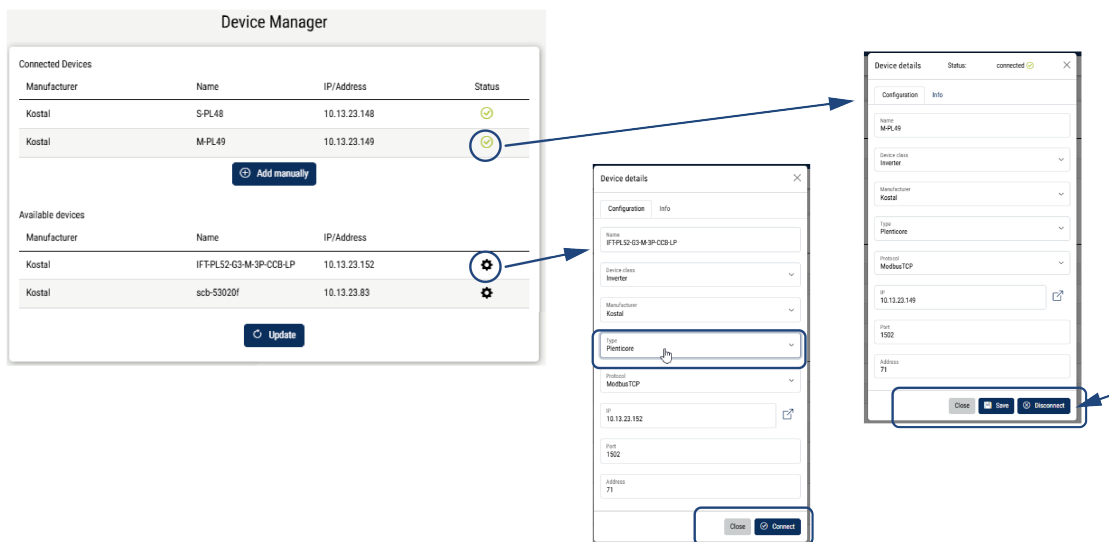 Device Manager
Connected Devices
Manufacturer Name IP/Address Status
Kostal S-PL48 10.13.23.148
Kostal M-PL49 10.13.23.149
Add manually
Available devices
Manufacturer Name IP/Address
Kostal IFT-PL52-G3-M-3P-CCB-LP 10.13.23.152
Kostal scb-53020f 10.13.23.83
Update
Device details
Configuration Info
Name
IFT-PL52-G3-M-3P-CCB-LP
Device class
Inverter
Manufacturer
Kostal
Type
Plenticore
Protocol
ModbusTCP
IP
10.13.23.152
Port
1502
Address
71
Close Connect
Device details Status: connected
Configuration Info
Name
M-PL49
Device class
Inverter
Manufacturer
Kostal
Type
Plenticore
Protocol
ModbusTCP
IP
10.13.23.149
Port
1502
Address
71
Close Save Disconnect